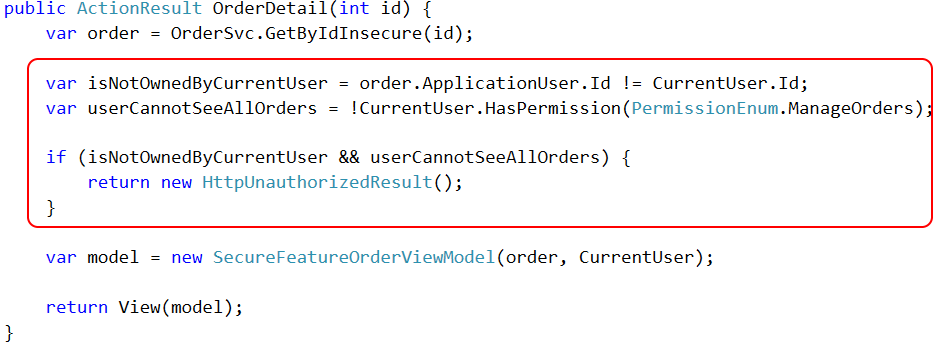 public ActionResult OrderDetail(int id) {
    var order = OrderSvc.GetByIdInsecure(id);
    var isNotOwnedByCurrentUser = order.ApplicationUser.Id != CurrentUser.Id;
    var userCannotSeeAllOrders = !CurrentUser.HasPermission(PermissionEnum.ManageOrders);
    if (isNotOwnedByCurrentUser && userCannotSeeAllOrders) {
        return new HttpUnauthorizedResult();
    }
    var model = new SecureFeatureOrderViewModel(order, CurrentUser);
    return View(model);
}